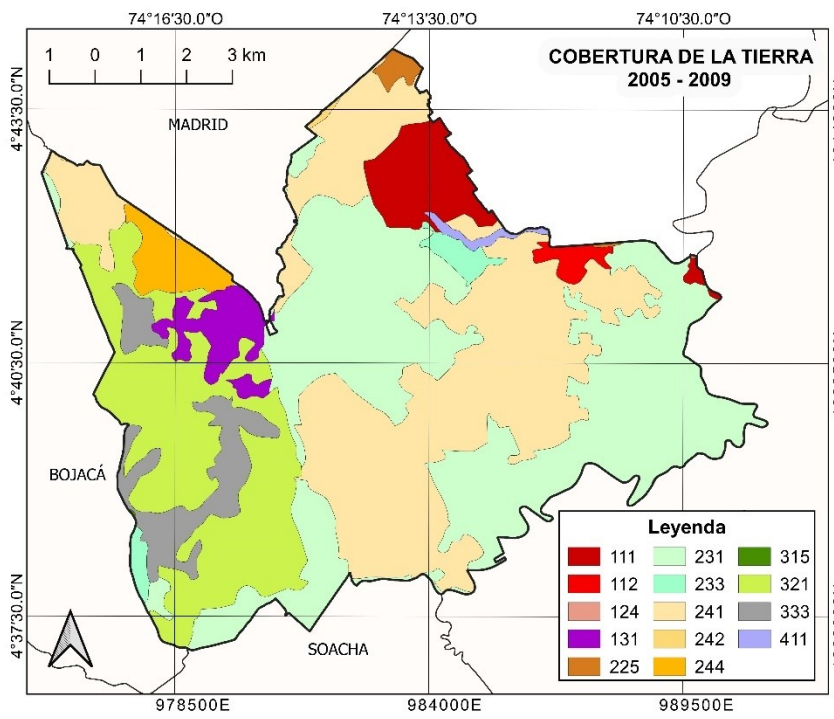 74°16'30.0"O 74°13'30.0"O 74°10'30.0"O
1 0 1 2 3 km
COBERTURA DE LA TIERRA
2005 - 2009
4°43'30.0"N
MADRID
4°40'30.0"N
BOJACÁ
Leyenda
111 231 315
112 233 321
124 241 333
131 242 411
225 244
4°37'30.0"N
SOACHA
978500E 984000E 989500E